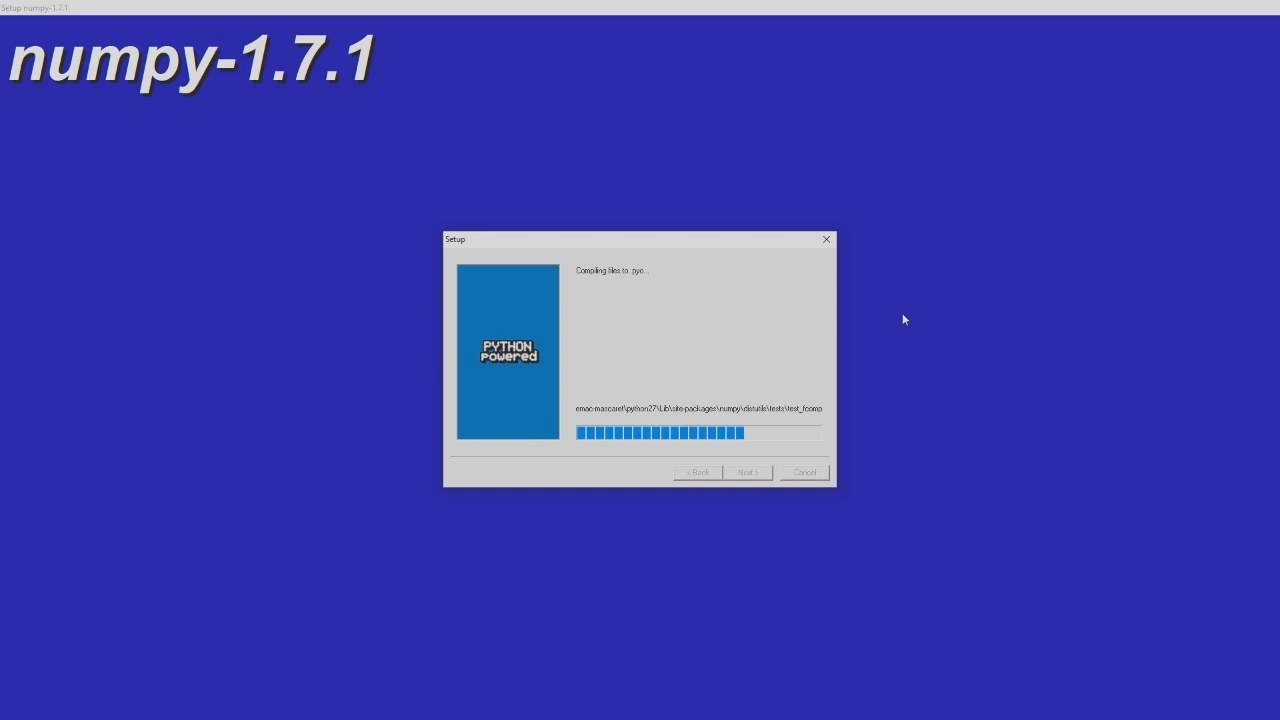 Setup numpy-1.7.1
numpy-1.7.1
Setup
Compiling files to .pyo...
PYTHON
powered
emac-mascaret\python27\Lib\site-packages\numpy\distutils\tests\test_fcomp
< Back
Next >
Cancel